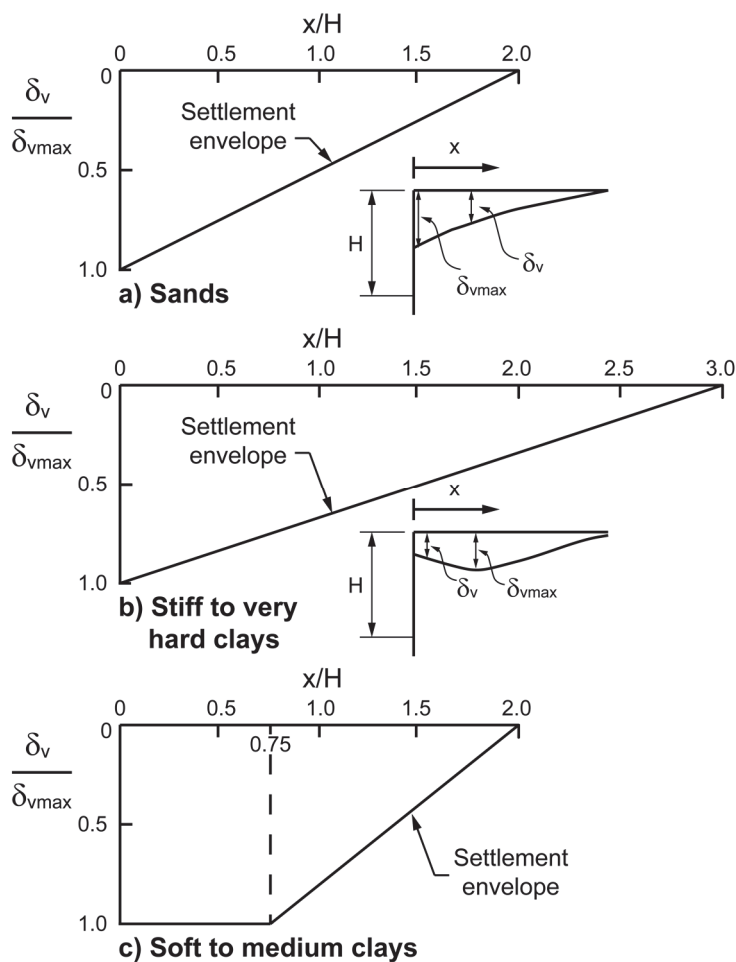 x/H
0 0.5 1.0 1.5 2.0
0
δv
δvmax
Settlement
envelope
0.5
x
H
δvmax
δv
1.0
a) Sands
x/H
0 0.5 1.0 1.5 2.0 2.5 3.0
0
δv
δvmax
Settlement
envelope
0.5
x
H
δv
δvmax
1.0
b) Stiff to very
hard clays
x/H
0 0.5 1.0 1.5 2.0
0
0.75
δv
δvmax
0.5
Settlement
envelope
1.0
c) Soft to medium clays